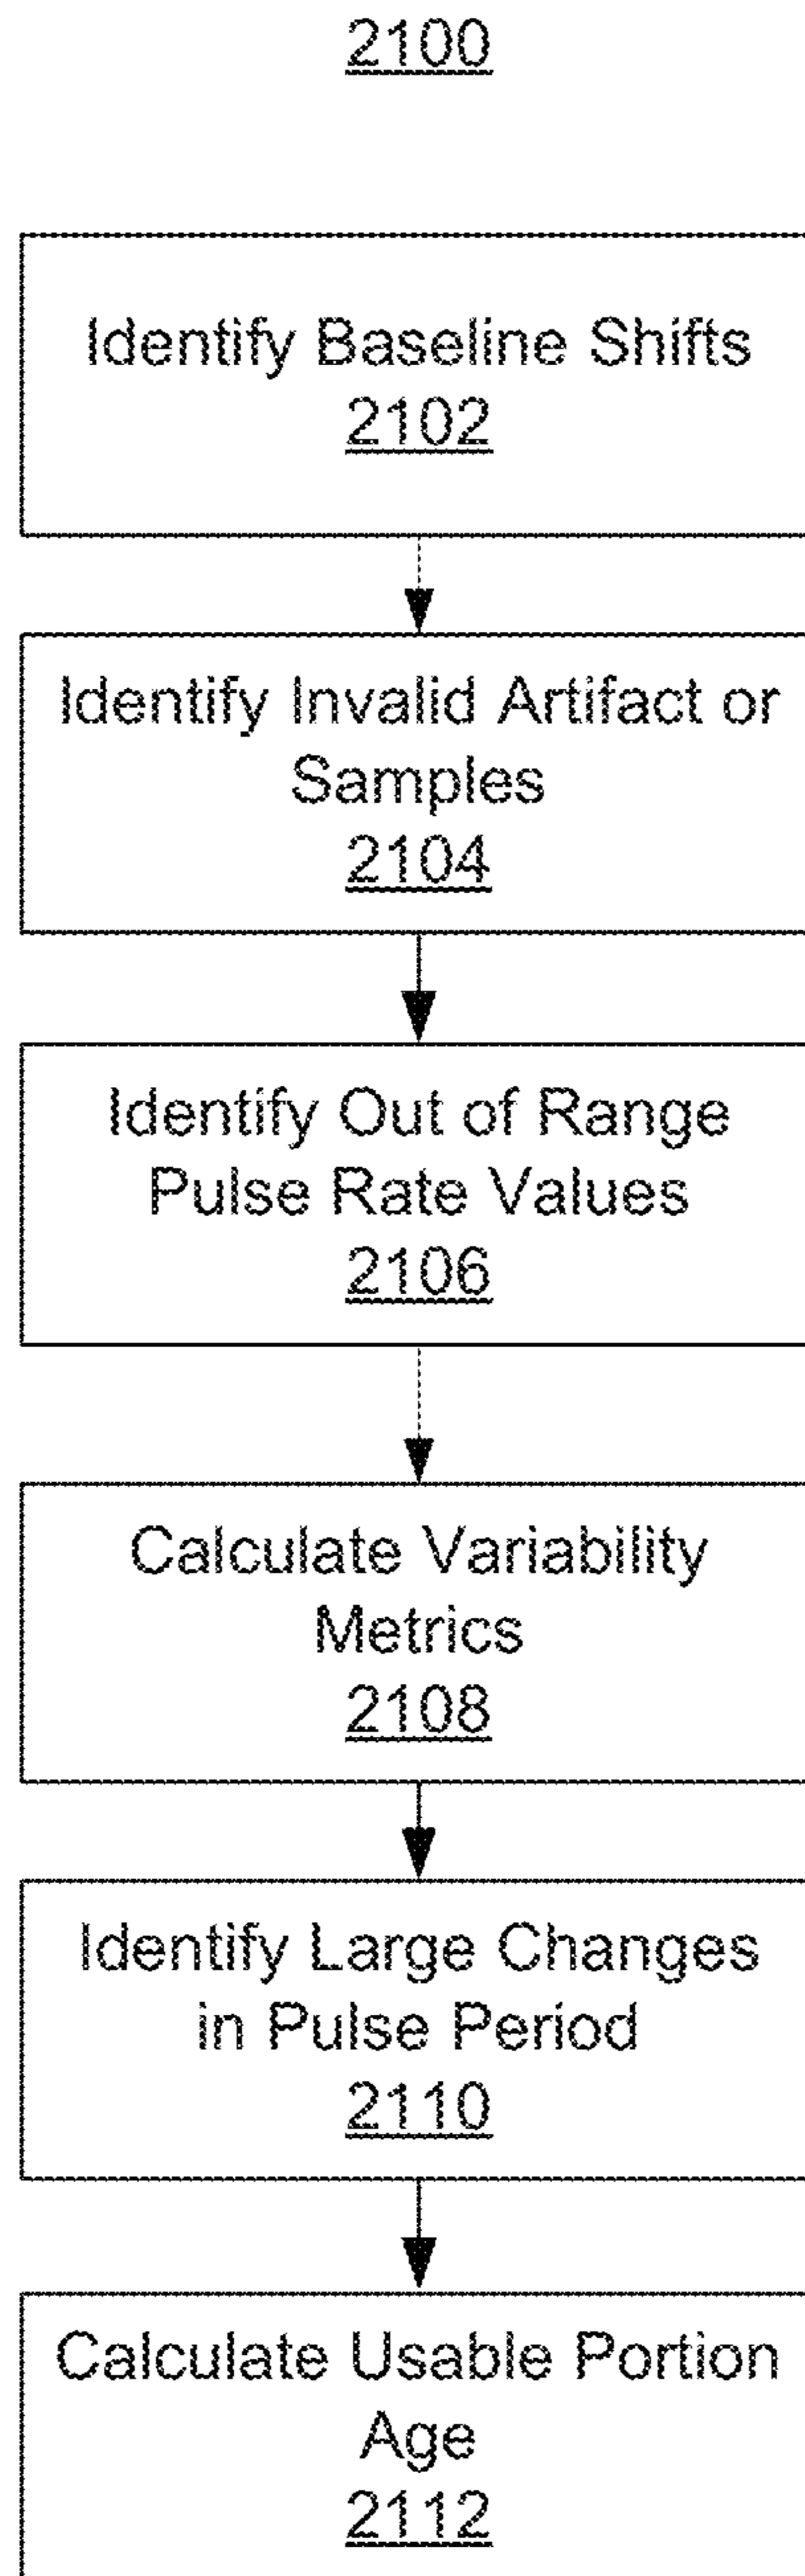 2100
Identify Baseline Shifts
2102
Identify Invalid Artifact or
Samples
2104
Identify Out of Range
Pulse Rate Values
2106
Calculate Variability
Metrics
2108
Identify Large Changes
in Pulse Period
2110
Calculate Usable Portion
Age
2112